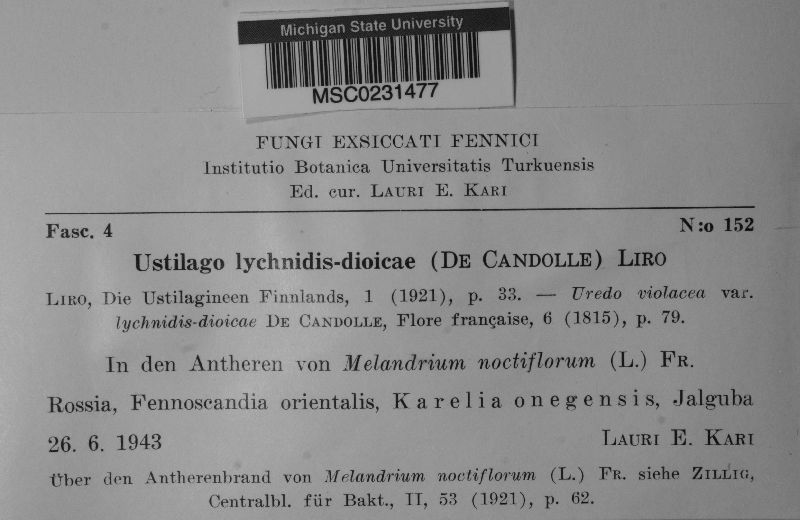 Michigan State University
MSC0231477
FUNGI EXSICCATI FENNICI
Institutio Botanica Universitatis Turkuensis
Ed. cur. LAURI E. KARI
Fasc. 4 N:o 152
Ustilago lychnidis-dioicae (DE CANDOLLE) LIRO
LIRO, Die Ustilagineen Finnlands, 1 (1921), p. 33. — Uredo violacea var.
lychnidis-dioicae DE CANDOLLE, Flore française, 6 (1815), p. 79.
In den Antheren von Melandrium noctiflorum (L.) FR.
Rossia, Fennoscandia orientalis, Karelia onegensis, Jalguba
26. 6. 1943 LAURI E. KARI
Über den Antherenbrand von Melandrium noctiflorum (L.) FR. siehe ZILLIG,
Centralbl. für Bakt., II, 53 (1921), p. 62.